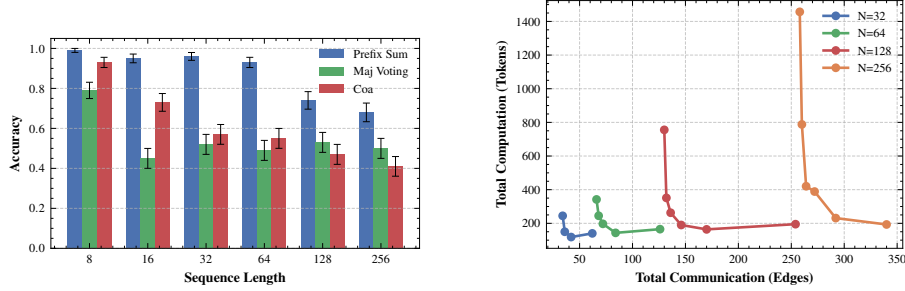 1.0
0.8
0.6
0.4
0.2
0.0
Accuracy
8
16
32
64
128
256
Sequence Length
Prefix Sum
Maj Voting
Coa
1400
1200
1000
800
600
400
200
Total Computation (Tokens)
50
100
150
200
250
300
350
Total Communication (Edges)
N=32
N=64
N=128
N=256